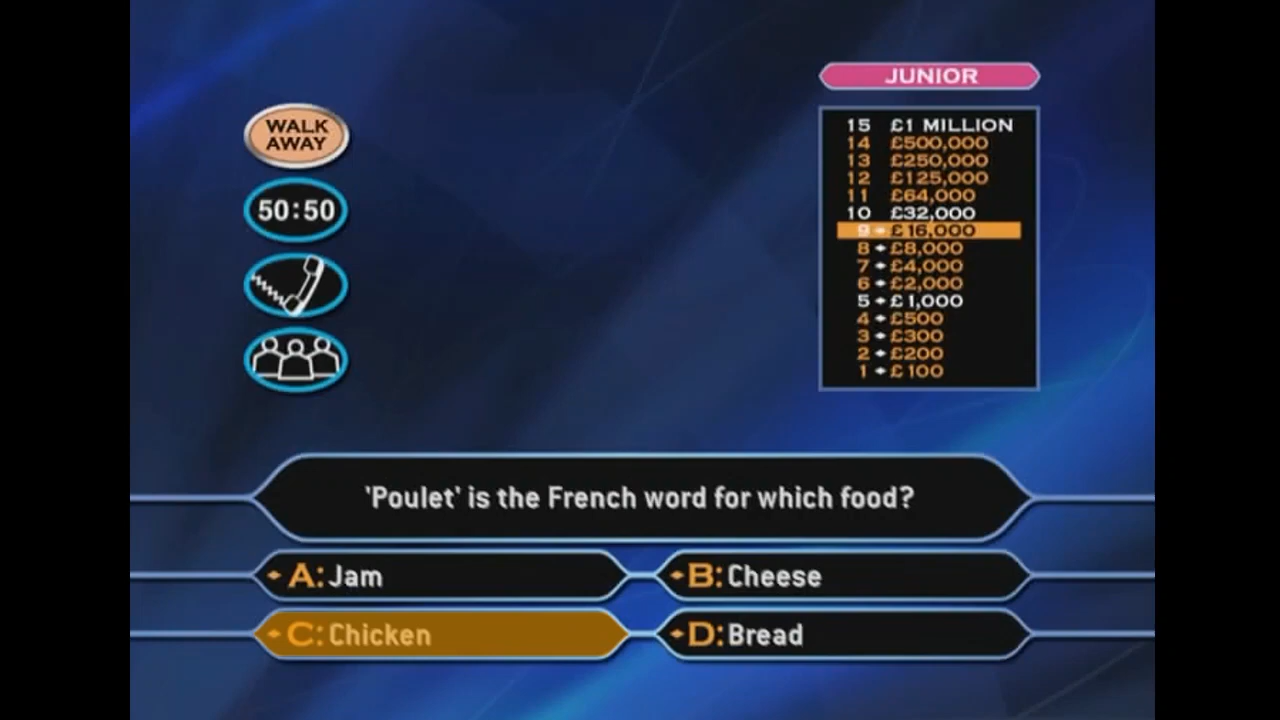 JUNIOR
WALK
AWAY
50:50
15 £1 MILLION
14 £500,000
13 £250,000
12 £125,000
11 £64,000
10 £32,000
9 £16,000
8 £8,000
7 £4,000
6 £2,000
5 £1,000
4 £500
3 £300
2 £200
1 £100
'Poulet' is the French word for which food?
A: Jam
B: Cheese
C: Chicken
D: Bread